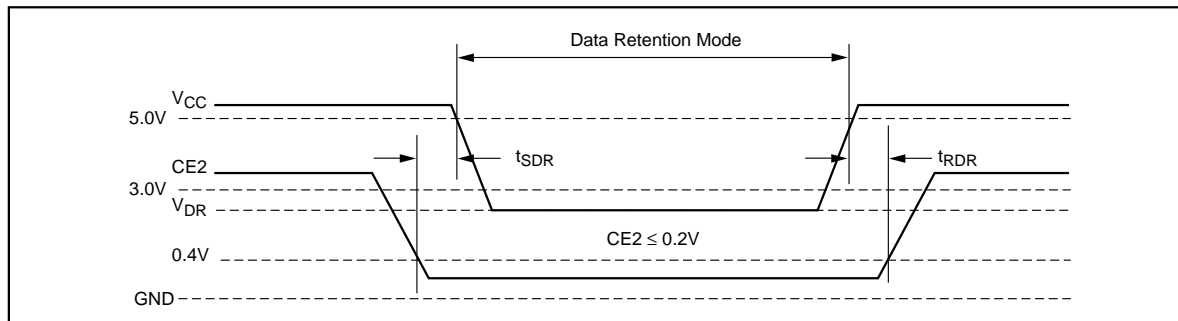 Data Retention Mode
VCC
5.0V
tSDR
tRDR
CE2
3.0V
VDR
CE2 ≤ 0.2V
0.4V
GND